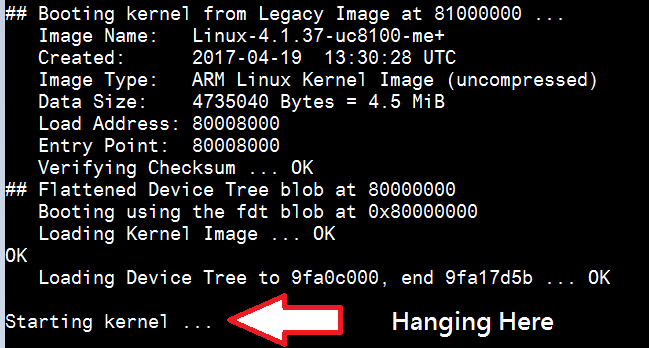 ## Booting kernel from Legacy Image at 81000000 ...
Image Name:   Linux-4.1.37-uc8100-me+
Created:      2017-04-19  13:30:28 UTC
Image Type:   ARM Linux Kernel Image (uncompressed)
Data Size:    4735040 Bytes = 4.5 MiB
Load Address: 80008000
Entry Point:  80008000
Verifying Checksum ... OK
## Flattened Device Tree blob at 80000000
Booting using the fdt blob at 0x80000000
Loading Kernel Image ... OK
OK
Loading Device Tree to 9fa0c000, end 9fa17d5b ... OK
Starting kernel ... Hanging Here